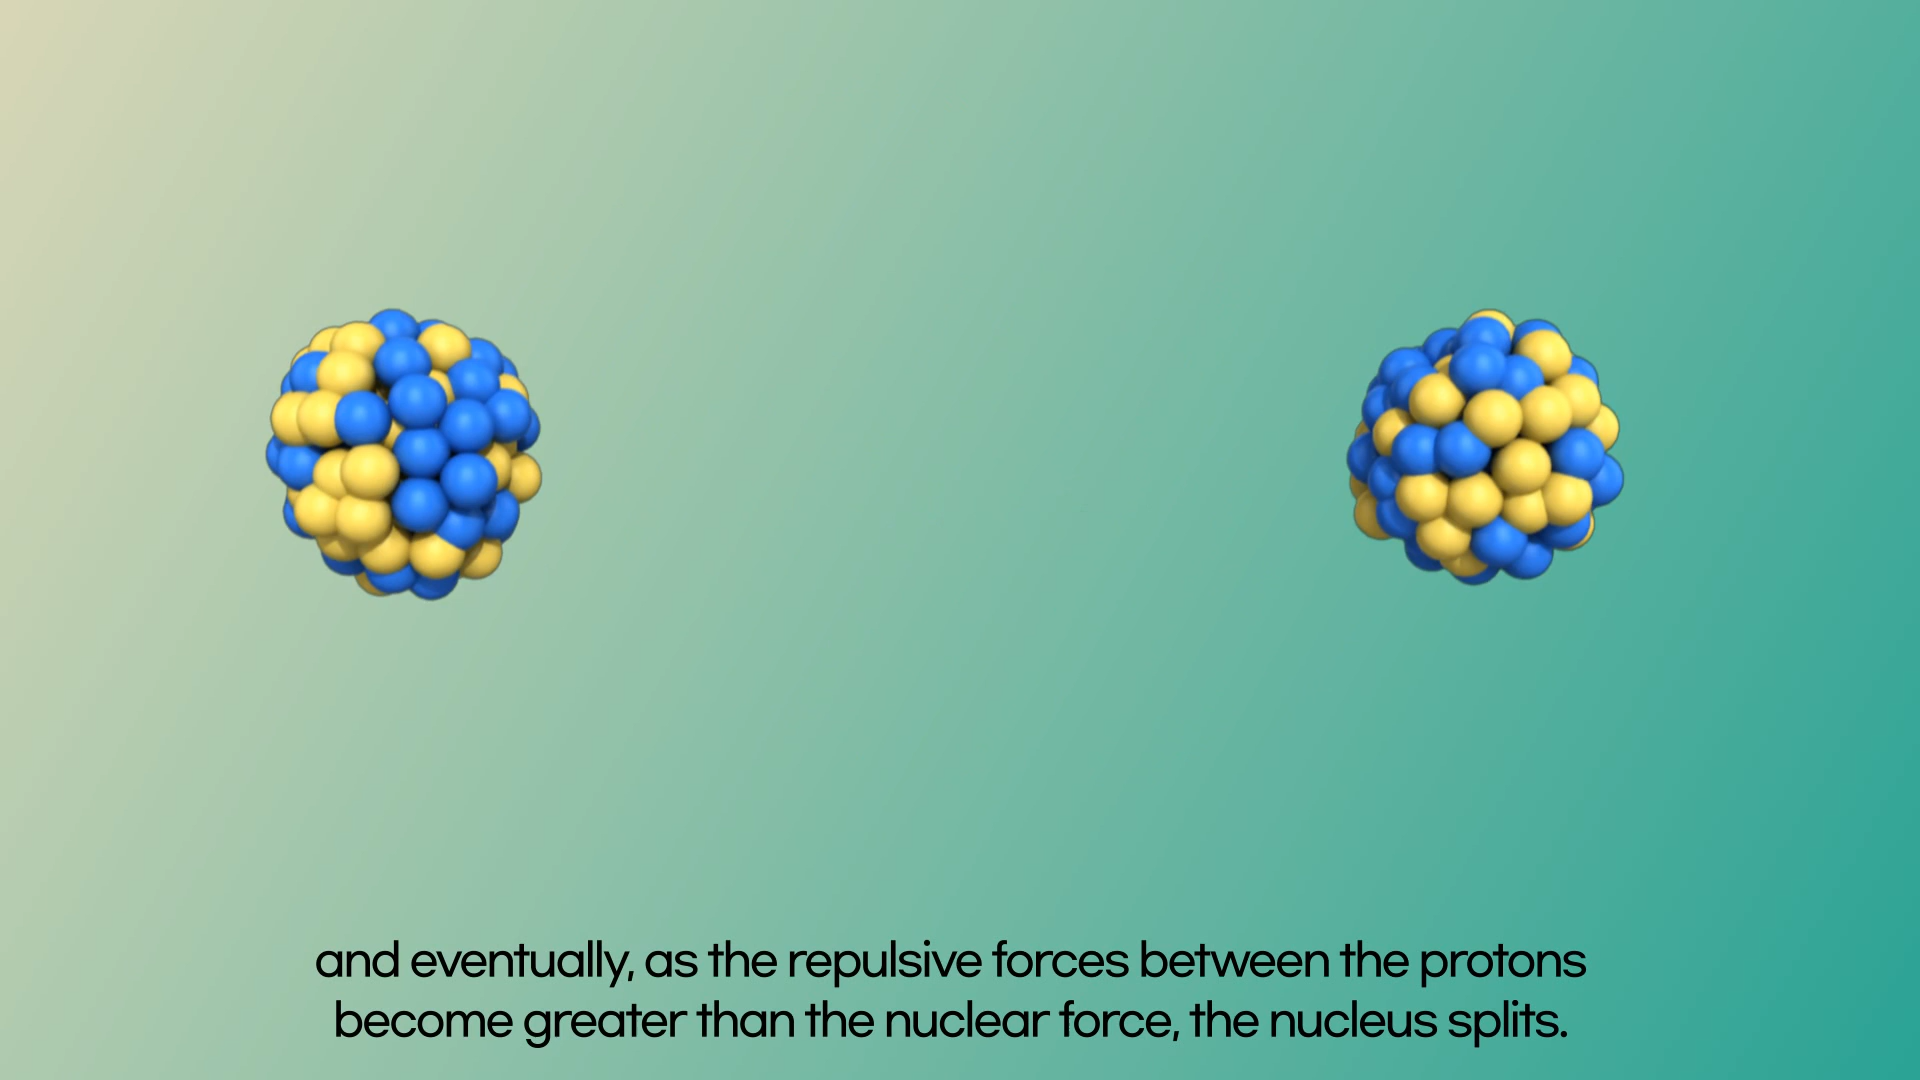 and eventually, as the repulsive forces between the protons
become greater than the nuclear force, the nucleus splits.